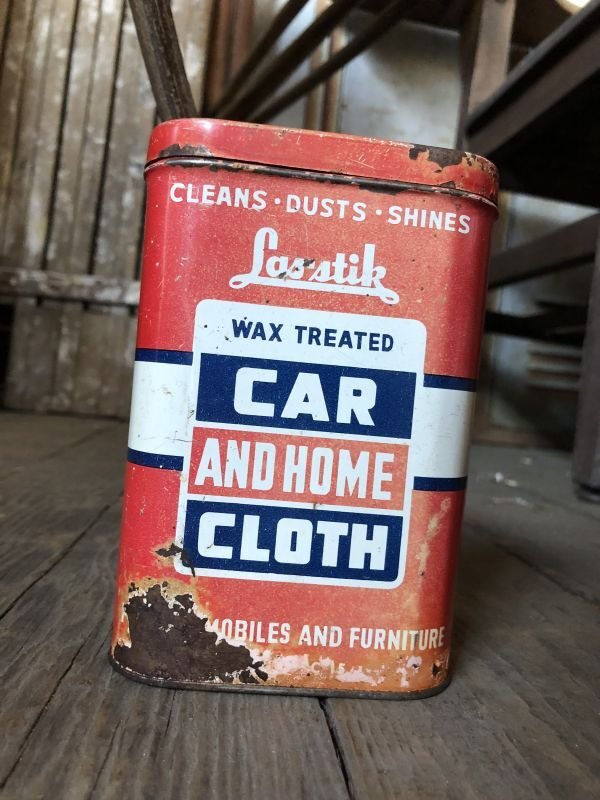 CLEANS · DUSTS · SHINES
Las-stik
WAX TREATED
CAR
AND HOME
CLOTH
MOBILES AND FURNITURE